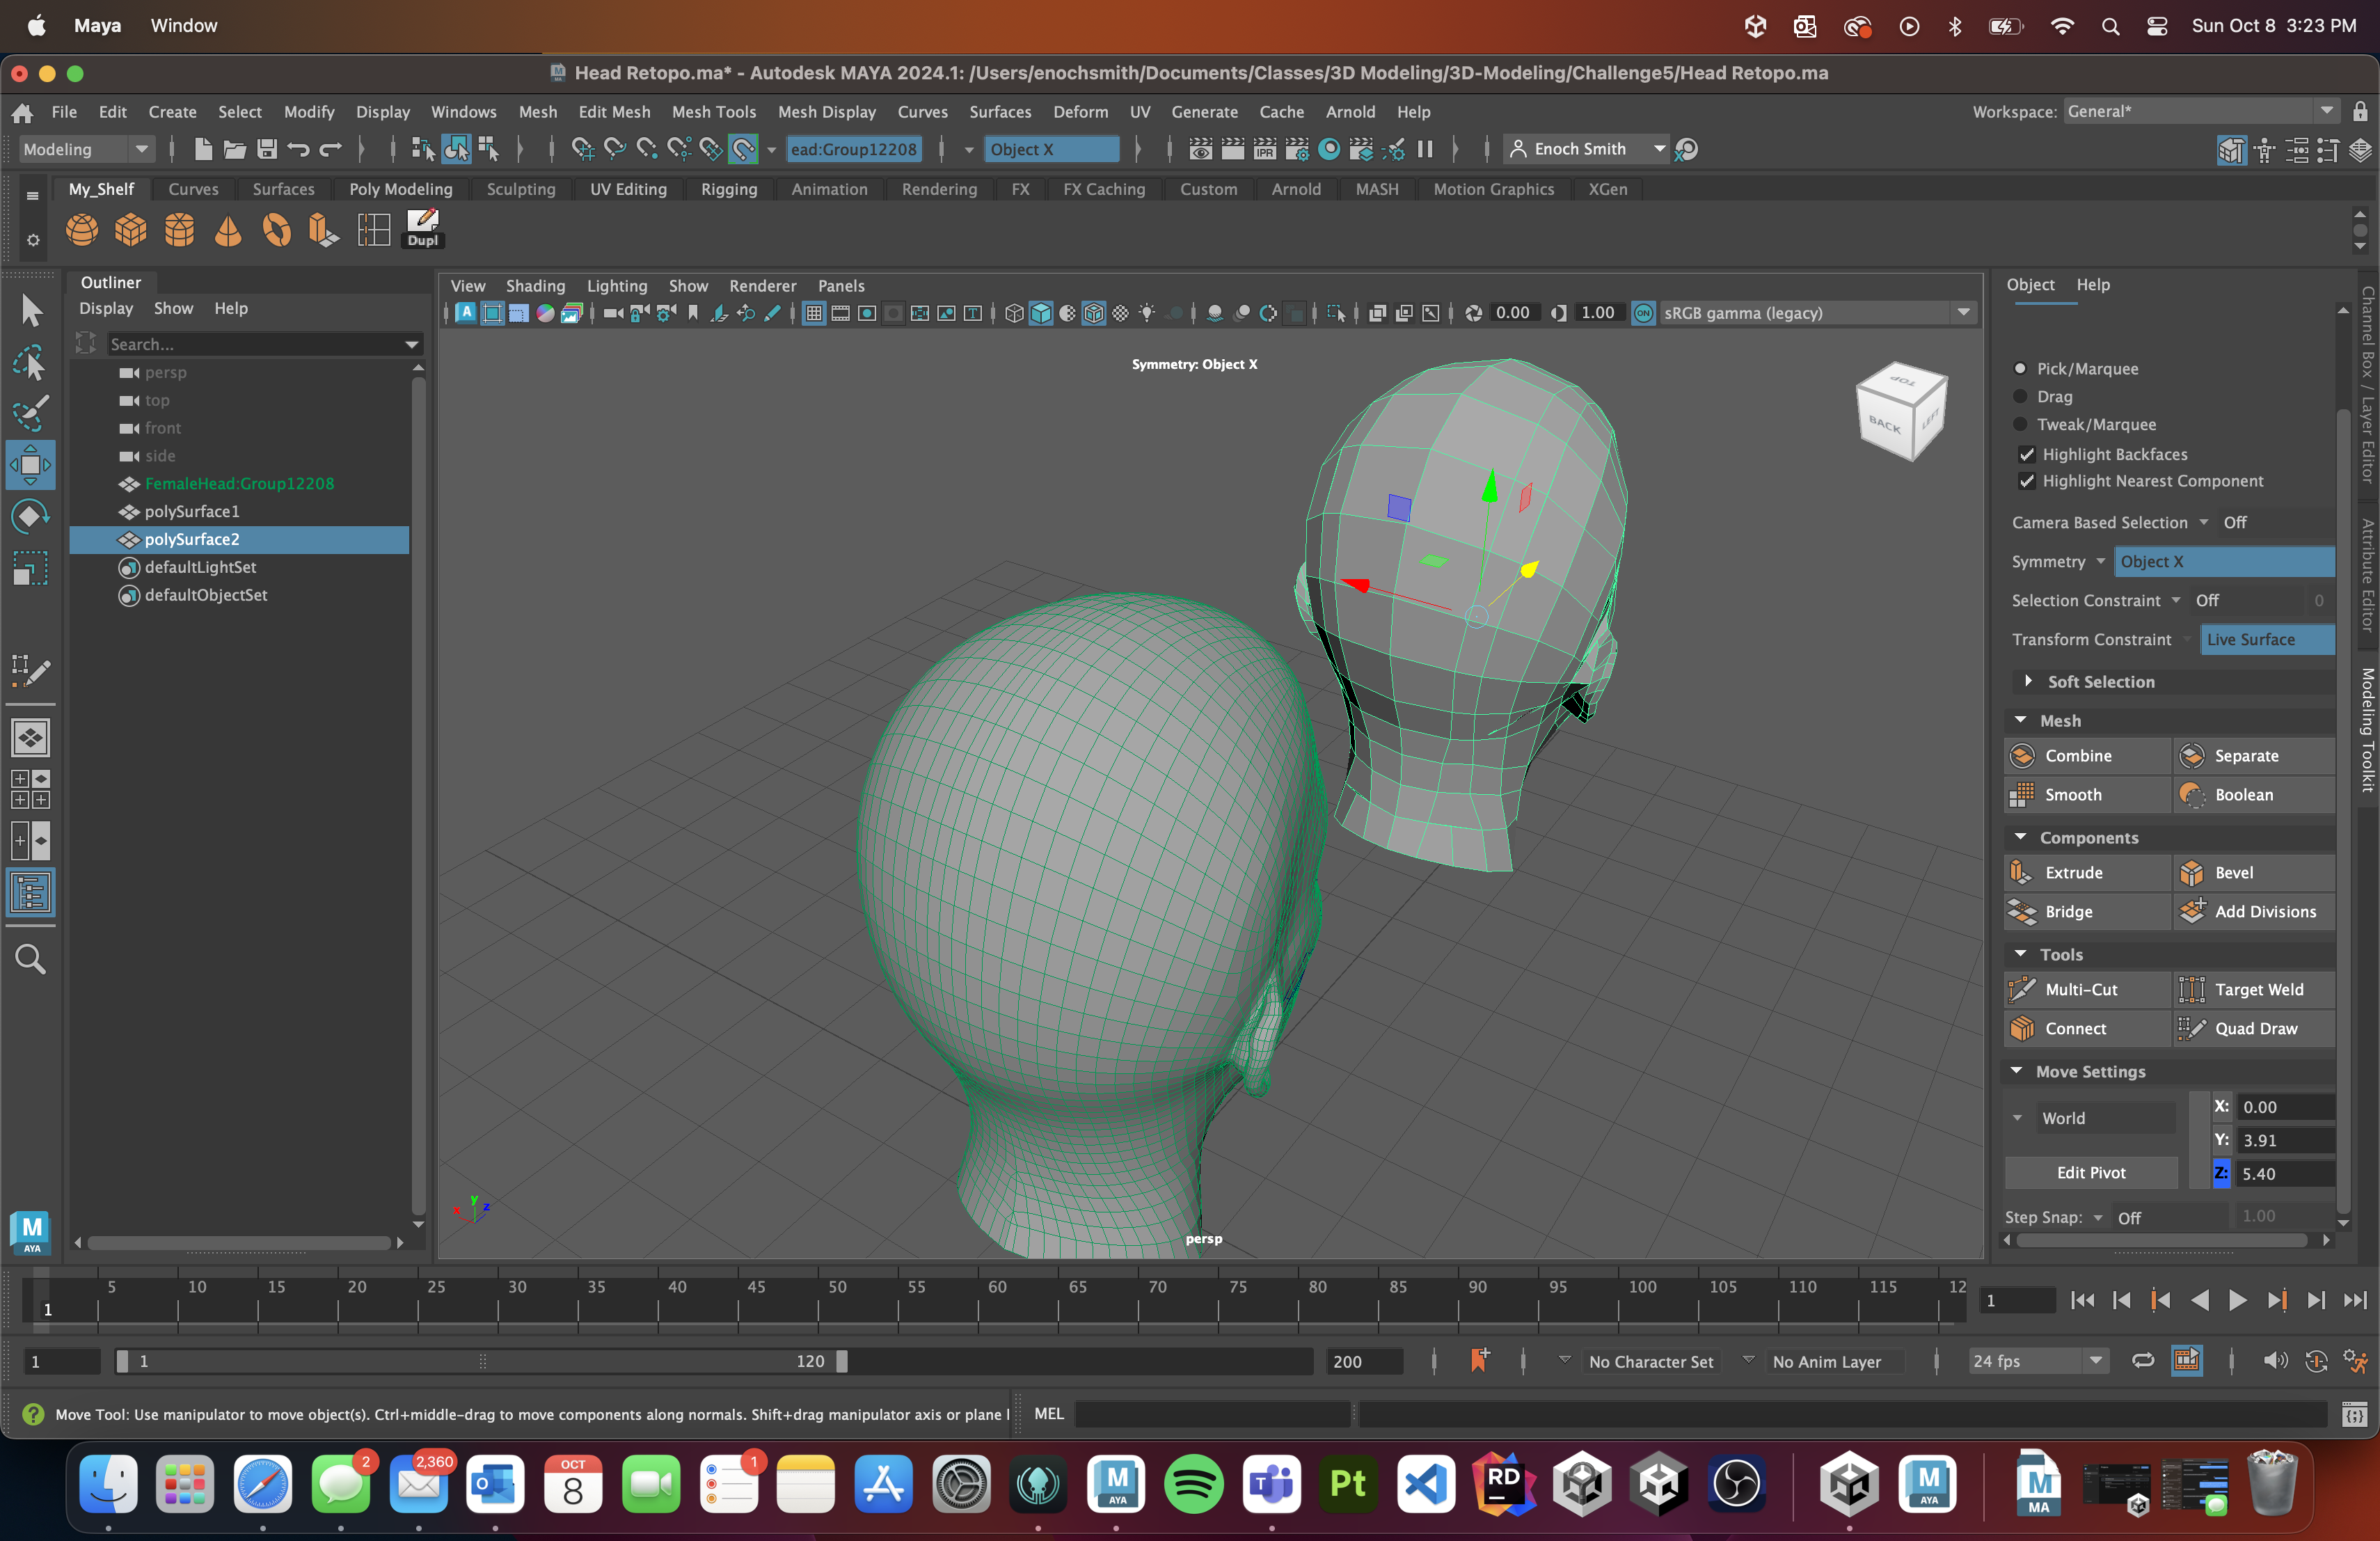 Maya Window Sun Oct 8 3:23 PM
Head Retopo.ma* - Autodesk MAYA 2024.1: /Users/enochsmith/Documents/Classes/3D Modeling/3D-Modeling/Challenge5/Head Retopo.ma
File Edit Create Select Modify Display Windows Mesh Edit Mesh Mesh Tools Mesh Display Curves Surfaces Deform UV Generate Cache Arnold Help Workspace: General*
Modeling ead:Group12208 Object X IPR Enoch Smith
My_Shelf Curves Surfaces Poly Modeling Sculpting UV Editing Rigging Animation Rendering FX FX Caching Custom Arnold MASH Motion Graphics XGen
Dupl
Outliner
Display Show Help
Search...
persp
top
front
side
FemaleHead:Group12208
polySurface1
polySurface2
defaultLightSet
defaultObjectSet
View Shading Lighting Show Renderer Panels
A T 0.00 1.00 ON sRGB gamma (legacy)
Symmetry: Object X
TOP
BACK LEFT
y
x z
persp
Object Help
Pick/Marquee
Drag
Tweak/Marquee
Highlight Backfaces
Highlight Nearest Component
Camera Based Selection Off
Symmetry Object X
Selection Constraint Off 0
Transform Constraint Live Surface
Soft Selection
Mesh
Combine Separate
Smooth Boolean
Components
Extrude Bevel
Bridge Add Divisions
Tools
Multi-Cut Target Weld
Connect Quad Draw
Move Settings
World X: 0.00
Y: 3.91
Edit Pivot Z: 5.40
Step Snap: Off 1.00
Channel Box / Layer Editor
Attribute Editor
Modeling Toolkit
M
AYA
5 10 15 20 25 30 35 40 45 50 55 60 65 70 75 80 85 90 95 100 105 110 115 12
1 1
1 1 120 200 No Character Set No Anim Layer 24 fps
Move Tool: Use manipulator to move object(s). Ctrl+middle-drag to move components along normals. Shift+drag manipulator axis or plane MEL
2 2,360 OCT 8 1 M AYA T Pt RD M AYA M MA